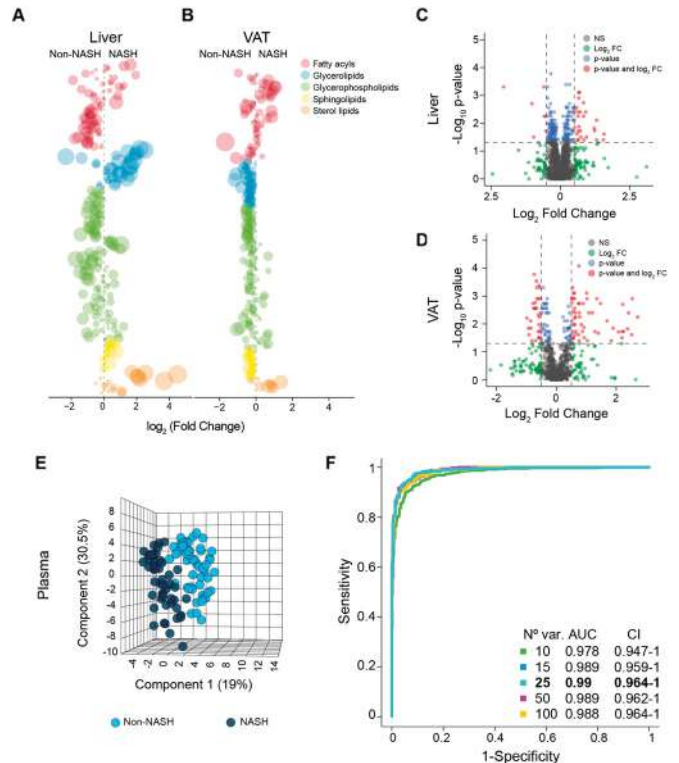 A
Liver
Non-NASH NASH
-2 0 2 4
B
VAT
Non-NASH NASH
Fatty acyls
Glycerolipids
Glycerophospholipids
Sphingolipids
Sterol lipids
-2 0 2 4
log2 (Fold Change)
C
Liver
-Log10 p-value
5
4
3
2
1
0
NS
Log2 FC
p-value
p-value and log2 FC
-2.5 0 2.5
Log2 Fold Change
D
VAT
-Log10 p-value
5
4
3
2
1
0
NS
Log2 FC
p-value
p-value and log2 FC
-2 0 2
Log2 Fold Change
E
Plasma
Component 2 (30.5%)
8
6
4
2
0
-2
-4
-6
-8
-10
-4 -2 0 2 4 6 8 10 12 14
Component 1 (19%)
Non-NASH NASH
F
Sensitivity
1
0.8
0.6
0.4
0.2
0
Nº var. AUC CI
10 0.978 0.947-1
15 0.989 0.959-1
25 0.99 0.964-1
50 0.989 0.962-1
100 0.988 0.964-1
0 0.2 0.4 0.6 0.8 1
1-Specificity